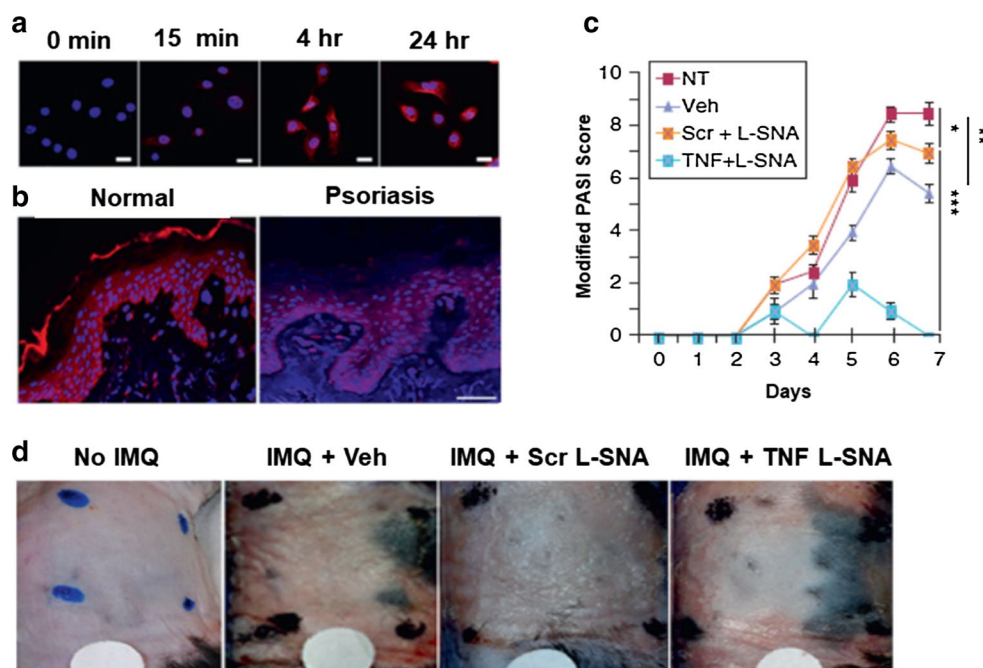 a
0 min 15 min 4 hr 24 hr
b
Normal Psoriasis
c
Modified PASI Score
10
8
6
4
2
0
NT
Veh
Scr + L-SNA
TNF+L-SNA
*
**
***
0 1 2 3 4 5 6 7
Days
d
No IMQ IMQ + Veh IMQ + Scr L-SNA IMQ + TNF L-SNA